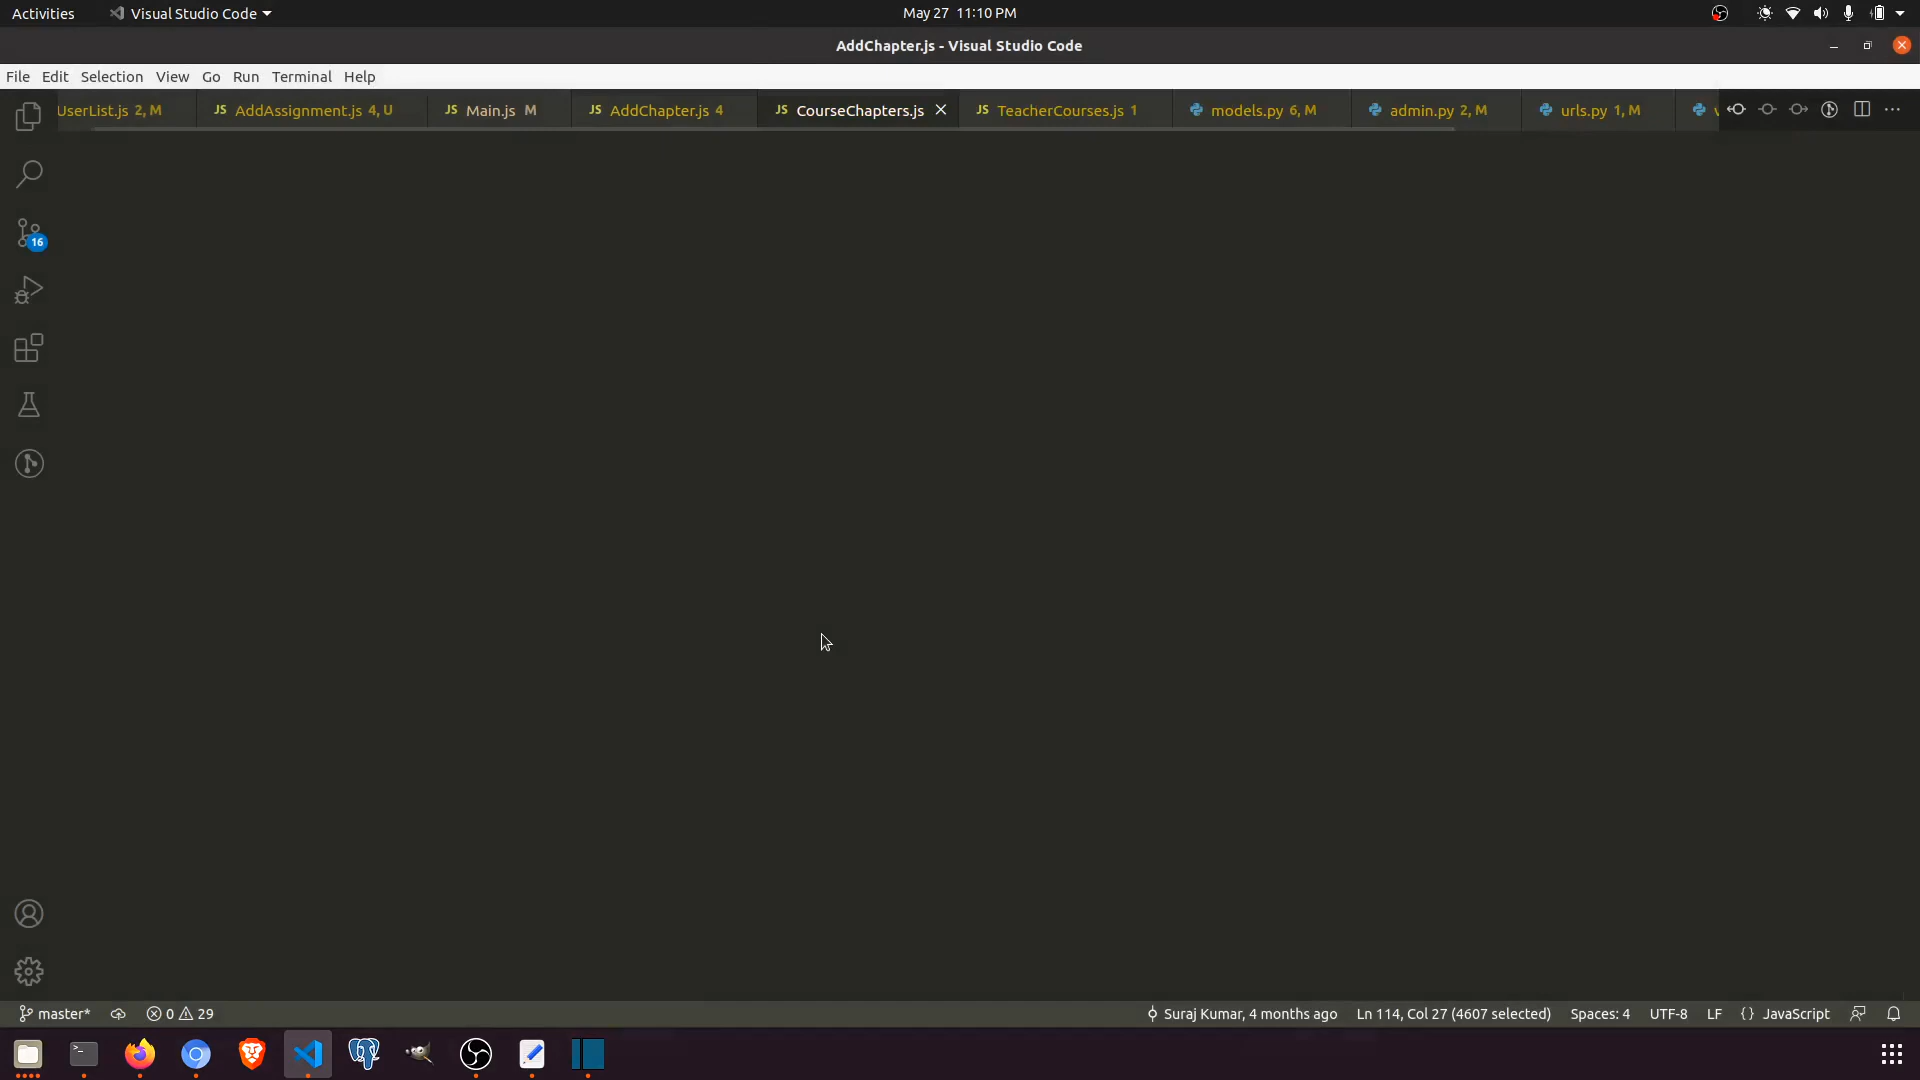 Activities Visual Studio Code May 27 11:10 PM
AddChapter.js - Visual Studio Code
File Edit Selection View Go Run Terminal Help
UserList.js 2, M JS AddAssignment.js 4, U JS Main.js M JS AddChapter.js 4 JS CourseChapters.js JS TeacherCourses.js 1 models.py 6, M admin.py 2, M urls.py 1, M
16
master* 0 29 Suraj Kumar, 4 months ago Ln 114, Col 27 (4607 selected) Spaces: 4 UTF-8 LF {} JavaScript